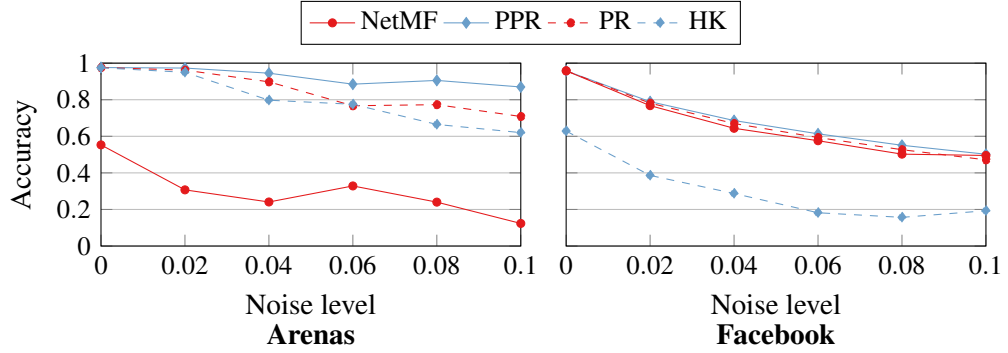 NetMF PPR PR HK
1
0.8
0.6
0.4
0.2
0
Accuracy
0 0.02 0.04 0.06 0.08 0.1
Noise level
Arenas
0 0.02 0.04 0.06 0.08 0.1
Noise level
Facebook